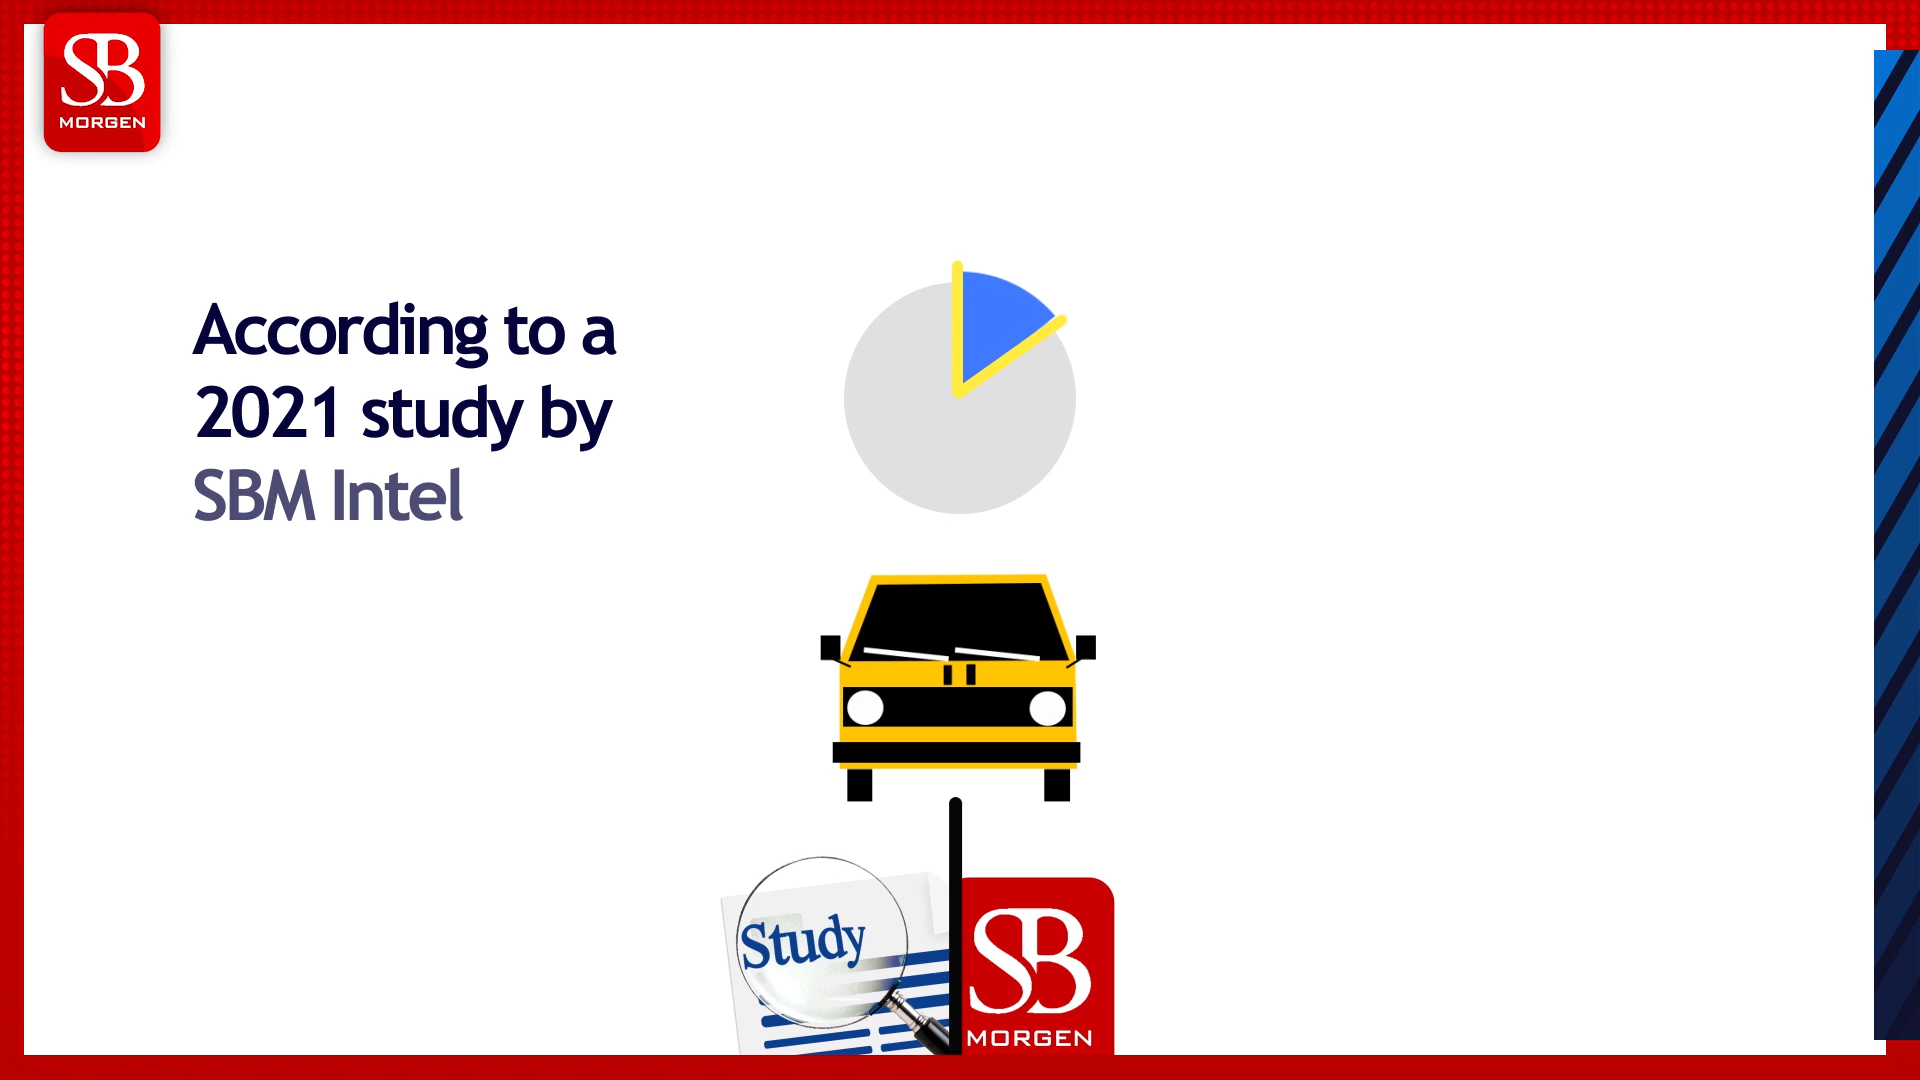 SB
MORGEN
According to a
2021 study by
SBM Intel
Study
SB
MORGEN